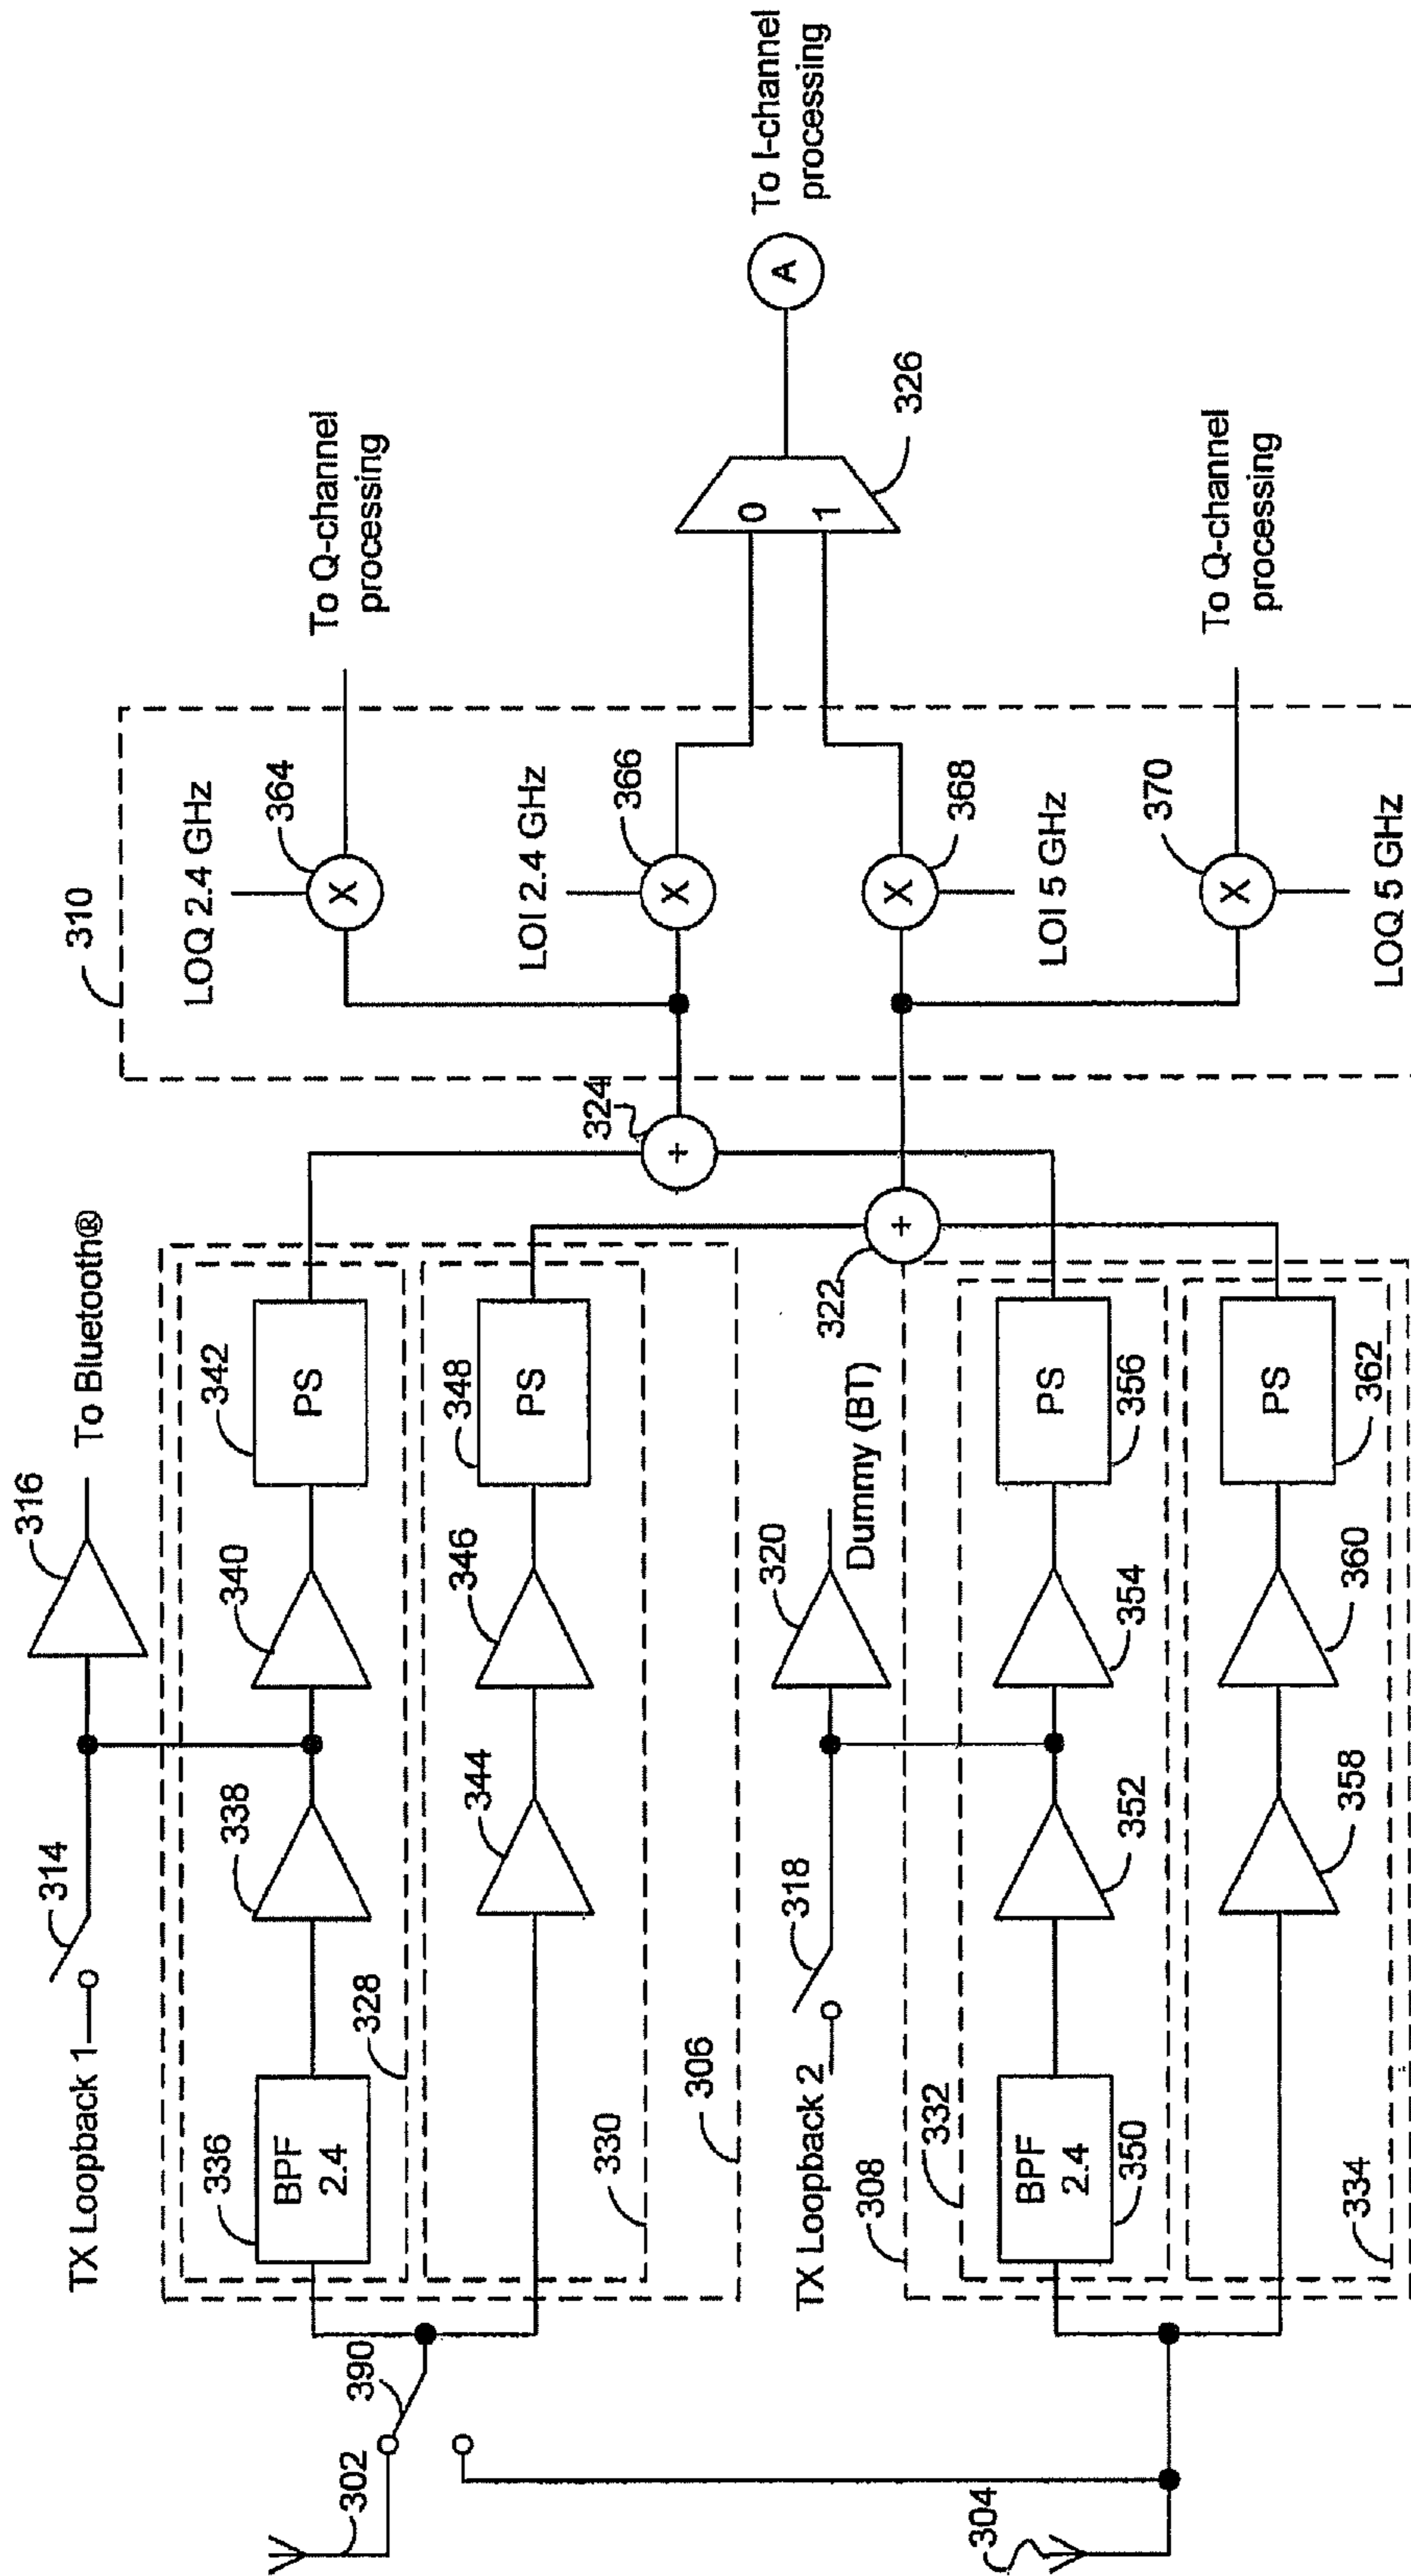 302
304
390
TX Loopback 1
314
316
To Bluetooth®
336
BPF
2.4
338
340
342
PS
328
344
346
348
PS
330
306
TX Loopback 2
318
320
Dummy (BT)
308
332
BPF
2.4
350
352
354
PS
356
358
360
PS
362
334
322
+
324
+
310
LOQ 2.4 GHz
364
X
To Q-channel
processing
LOI 2.4 GHz
366
X
X
368
LOI 5 GHz
X
370
LOQ 5 GHz
To Q-channel
processing
0
1
326
A
To I-channel
processing